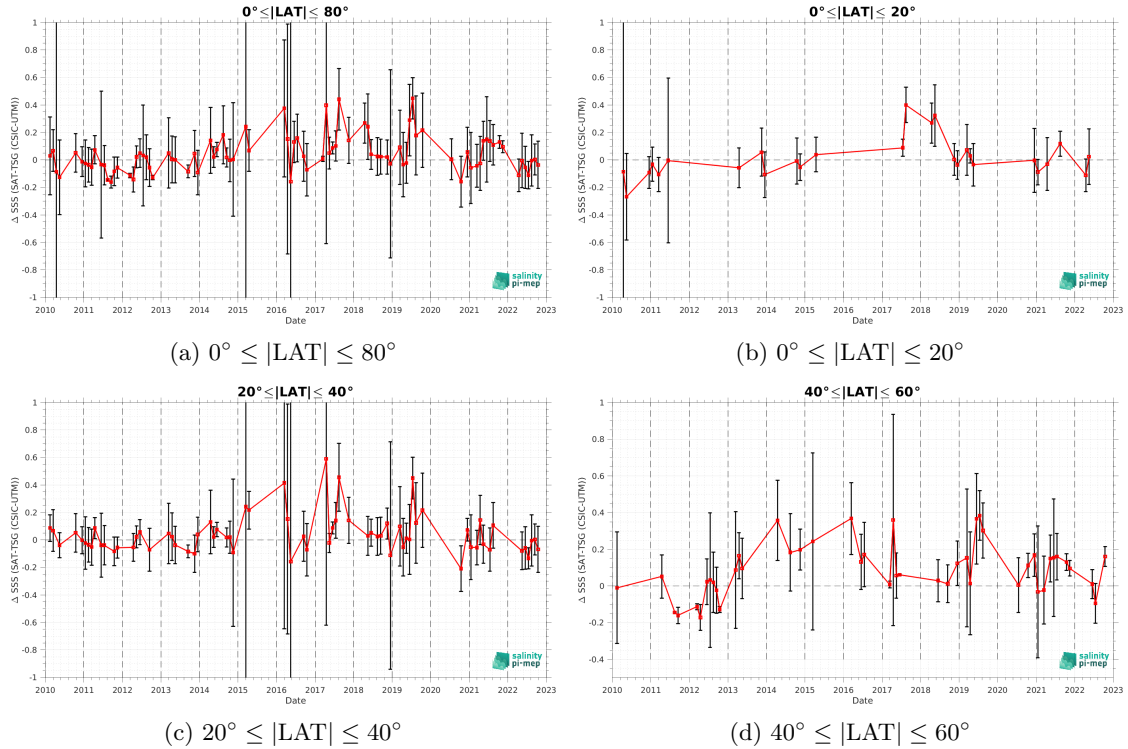 0°≤|LAT|≤ 80°
Δ SSS (SAT-TSG (CSIC-UTM))
1
0.8
0.6
0.4
0.2
0
-0.2
-0.4
-0.6
-0.8
-1
2010 2011 2012 2013 2014 2015 2016 2017 2018 2019 2020 2021 2022 2023
Date
salinity
pi-mep
(a) 0° ≤ |LAT| ≤ 80°
0°≤|LAT|≤ 20°
Δ SSS (SAT-TSG (CSIC-UTM))
1
0.8
0.6
0.4
0.2
0
-0.2
-0.4
-0.6
-0.8
-1
2010 2011 2012 2013 2014 2015 2016 2017 2018 2019 2020 2021 2022 2023
Date
salinity
pi-mep
(b) 0° ≤ |LAT| ≤ 20°
20°≤|LAT|≤ 40°
Δ SSS (SAT-TSG (CSIC-UTM))
1
0.8
0.6
0.4
0.2
0
-0.2
-0.4
-0.6
-0.8
-1
2010 2011 2012 2013 2014 2015 2016 2017 2018 2019 2020 2021 2022 2023
Date
salinity
pi-mep
(c) 20° ≤ |LAT| ≤ 40°
40°≤|LAT|≤ 60°
Δ SSS (SAT-TSG (CSIC-UTM))
1
0.8
0.6
0.4
0.2
0
-0.2
-0.4
2010 2011 2012 2013 2014 2015 2016 2017 2018 2019 2020 2021 2022 2023
Date
salinity
pi-mep
(d) 40° ≤ |LAT| ≤ 60°